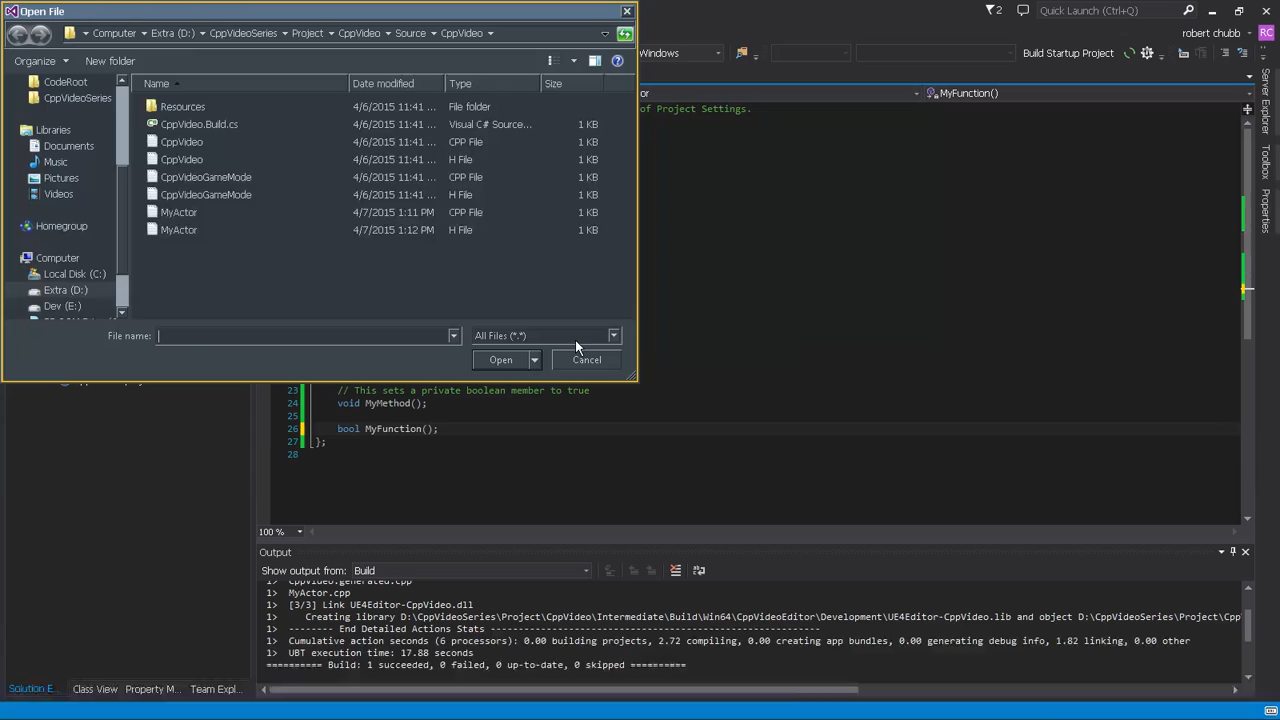 Open File
2
Quick Launch (Ctrl+Q)
Computer
Extra (D:)
CppVideoSeries
Project
CppVideo
Source
CppVideo
robert chubb
RC
Windows
Build Startup Project
Organize
New folder
Name
Date modified
Type
Size
or
MyFunction()
CodeRoot
CppVideoSeries
Libraries
Documents
Music
Pictures
Videos
Homegroup
Computer
Local Disk (C:)
Extra (D:)
Dev (E:)
Resources 4/6/2015 11:41 ... File folder
CppVideo.Build.cs 4/6/2015 11:41 ... Visual C# Source... 1 KB
CppVideo 4/6/2015 11:41 ... CPP File 1 KB
CppVideo 4/6/2015 11:41 ... H File 1 KB
CppVideoGameMode 4/6/2015 11:41 ... CPP File 1 KB
CppVideoGameMode 4/6/2015 11:41 ... H File 1 KB
MyActor 4/7/2015 1:11 PM CPP File 1 KB
MyActor 4/7/2015 1:12 PM H File 1 KB
of Project Settings.
File name:
All Files (*.*)
Open
Cancel
Server Explorer
Toolbox
Properties
23 // This sets a private boolean member to true
24 void MyMethod();
25
26 bool MyFunction();
27 };
28
100 %
Output
Show output from: Build
1> CppVideo.generated.cpp
1> MyActor.cpp
1> [3/3] Link UE4Editor-CppVideo.dll
1> Creating library D:\CppVideoSeries\Project\CppVideo\Intermediate\Build\Win64\CppVideoEditor\Development\UE4Editor-CppVideo.lib and object D:\CppVideoSeries\Project\Cpp
1> -------- End Detailed Actions Stats -----------------------------------------------------------
1> Cumulative action seconds (6 processors): 0.00 building projects, 2.72 compiling, 0.00 creating app bundles, 0.00 generating debug info, 1.82 linking, 0.00 other
1> UBT execution time: 17.88 seconds
========== Build: 1 succeeded, 0 failed, 0 up-to-date, 0 skipped ==========
Solution E...
Class View
Property M...
Team Expl...